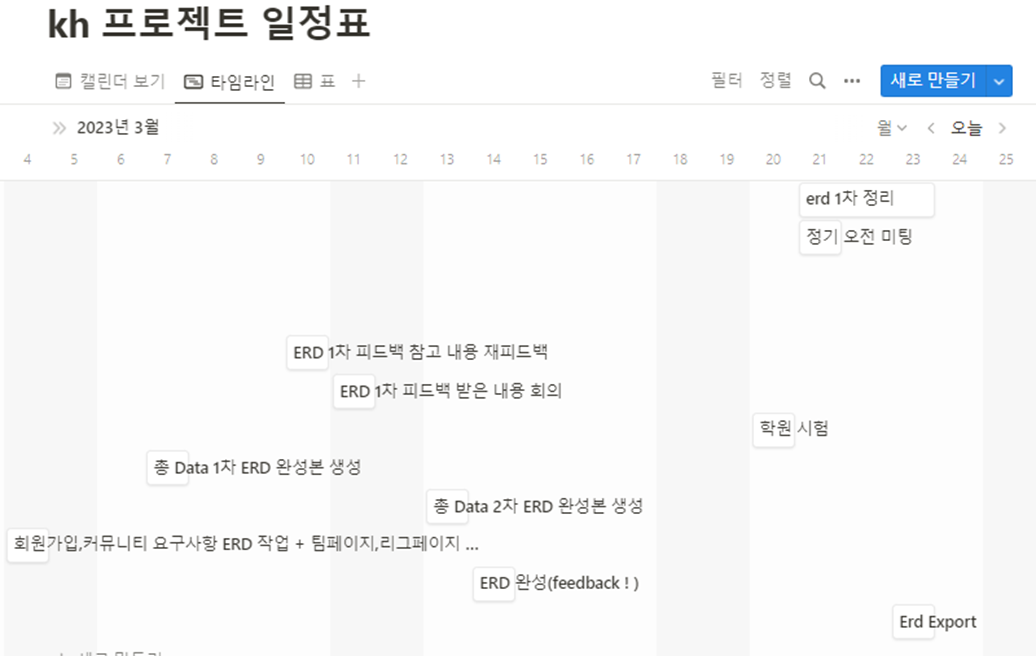 kh 프로젝트 일정표
캘린더 보기 타임라인 표 +
필터 정렬 ••• 새로 만들기
2023년 3월 월 오늘
4 5 6 7 8 9 10 11 12 13 14 15 16 17 18 19 20 21 22 23 24 25
erd 1차 정리
정기 오전 미팅
ERD 1차 피드백 참고 내용 재피드백
ERD 1차 피드백 받은 내용 회의
학원 시험
총 Data 1차 ERD 완성본 생성
총 Data 2차 ERD 완성본 생성
회원가입,커뮤니티 요구사항 ERD 작업 + 팀페이지,리그페이지 ...
ERD 완성(feedback ! )
Erd Export